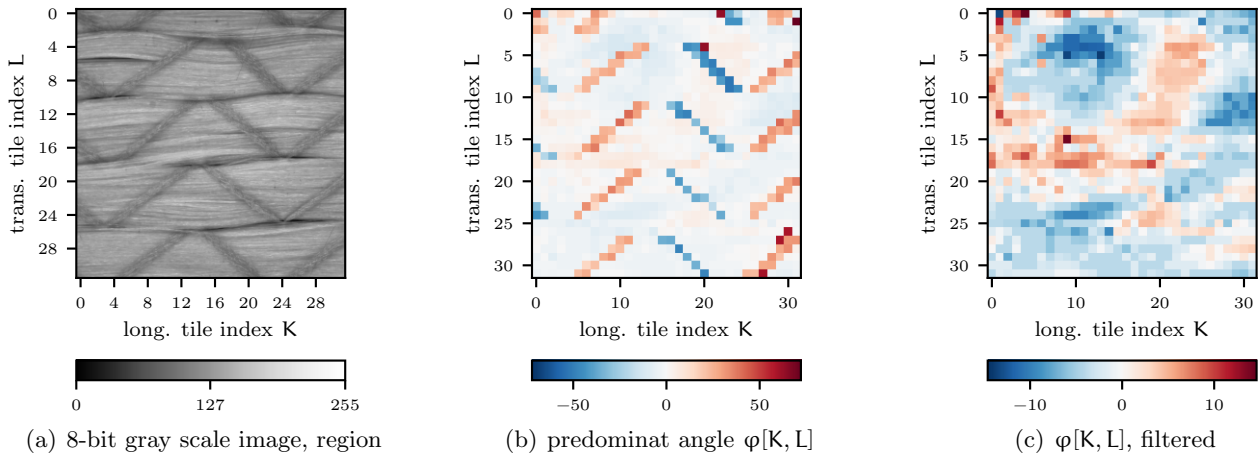 0
4
8
12
16
20
24
28
trans. tile index L
0 4 8 12 16 20 24 28
long. tile index K
0 127 255
(a) 8-bit gray scale image, region
0
5
10
15
20
25
30
trans. tile index L
0 10 20 30
long. tile index K
−50 0 50
(b) predominat angle φ[K, L]
0
5
10
15
20
25
30
trans. tile index L
0 10 20 30
long. tile index K
−10 0 10
(c) φ[K, L], filtered